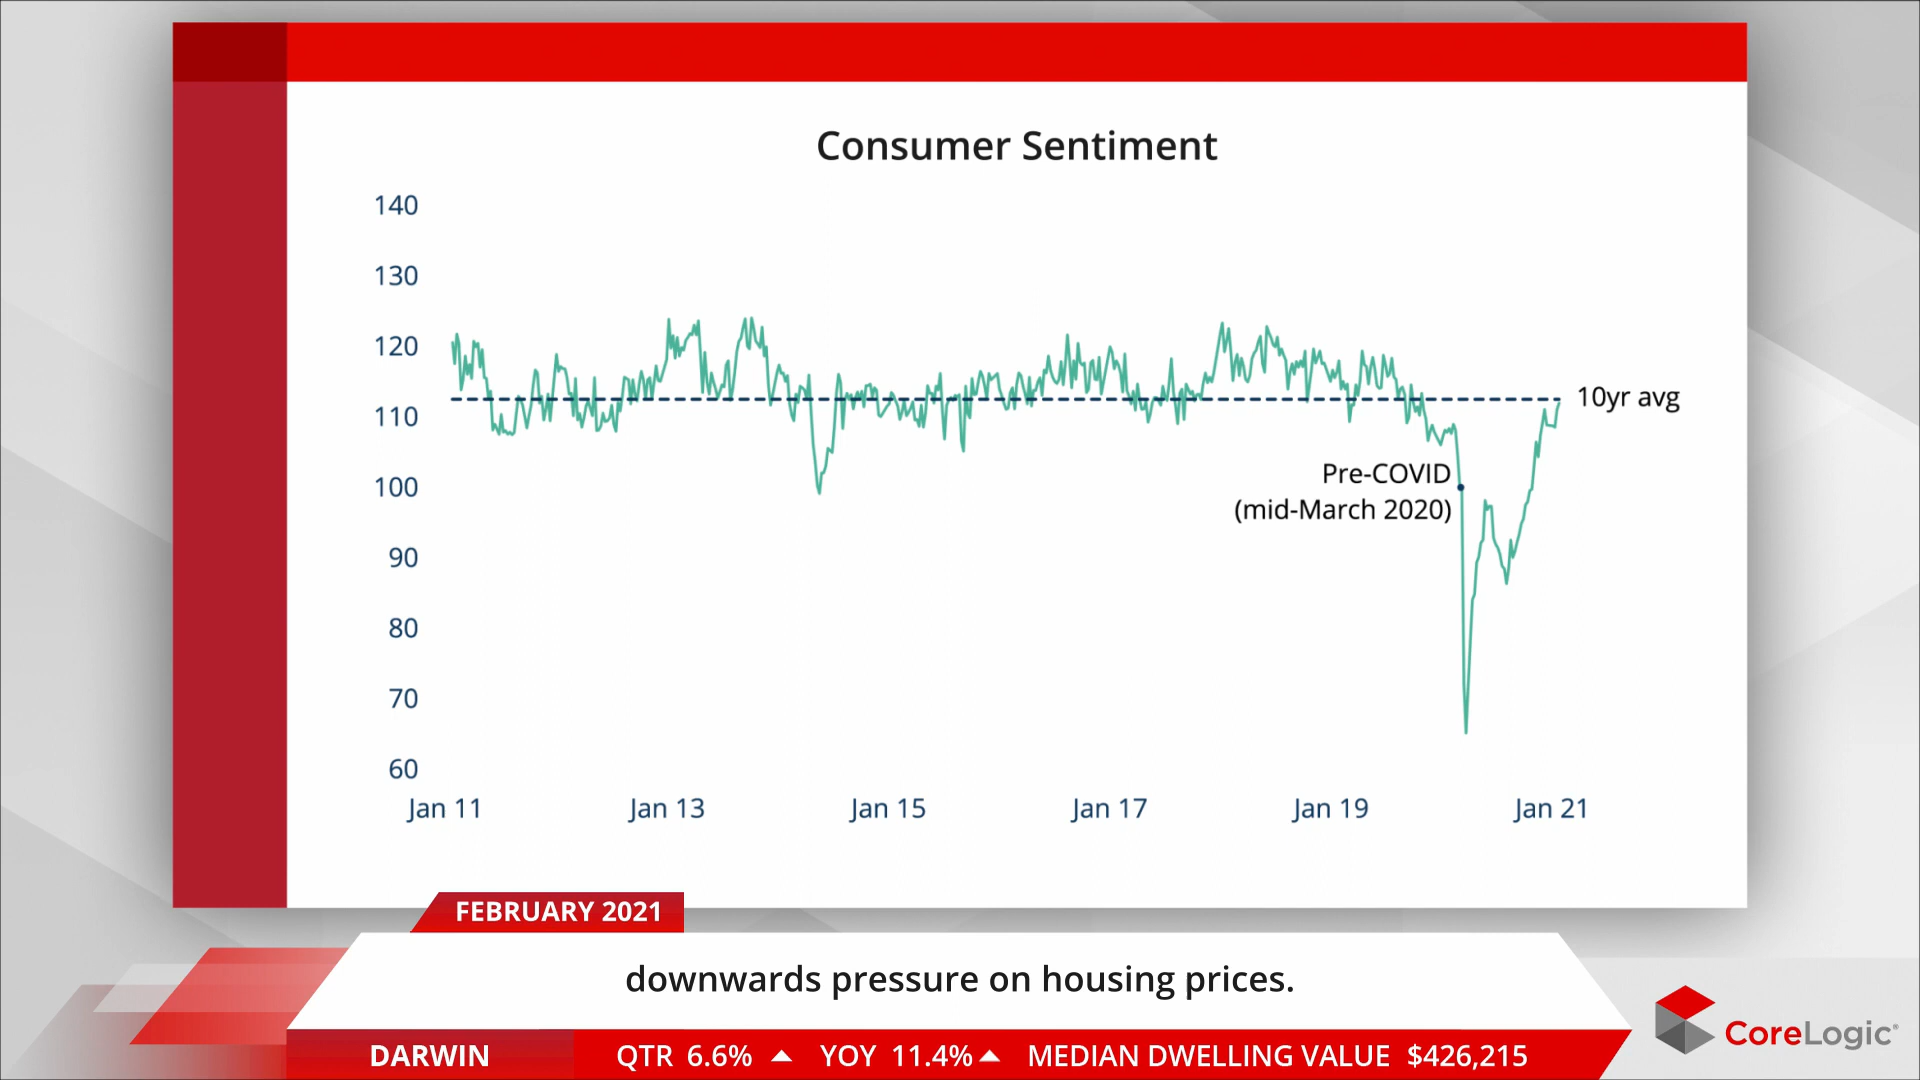 Consumer Sentiment
140
130
120
110
100
90
80
70
60
10yr avg
Pre-COVID
(mid-March 2020)
Jan 11 Jan 13 Jan 15 Jan 17 Jan 19 Jan 21
FEBRUARY 2021
downwards pressure on housing prices.
DARWIN QTR 6.6% YOY 11.4% MEDIAN DWELLING VALUE $426,215
CoreLogic®